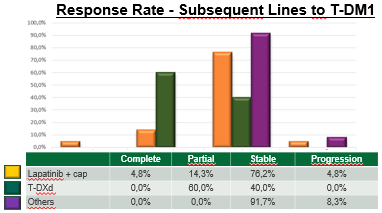 Response Rate - Subsequent Lines to T-DM1
100,0%
90,0%
80,0%
70,0%
60,0%
50,0%
40,0%
30,0%
20,0%
10,0%
0,0%
Complete Partial Stable Progression
Lapatinib + cap 4,8% 14,3% 76,2% 4,8%
T-DXd 0,0% 60,0% 40,0% 0,0%
Others 0,0% 0,0% 91,7% 8,3%